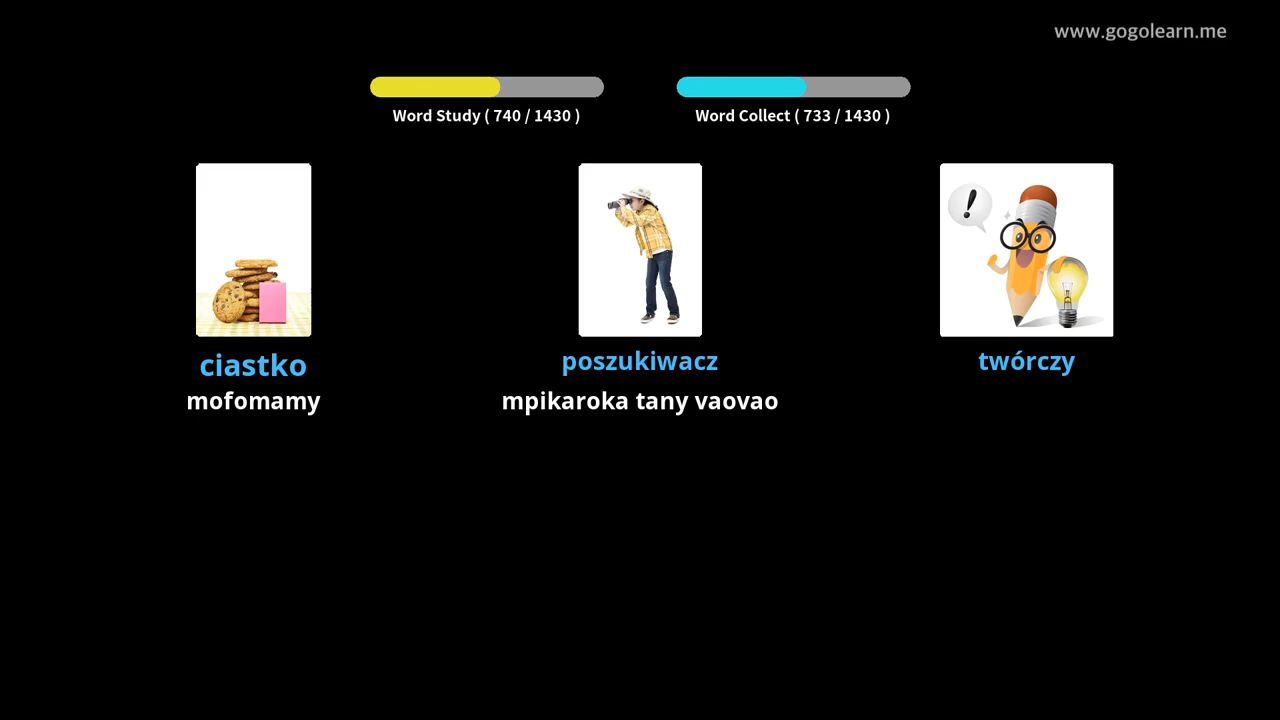 www.gogolearn.me
Word Study ( 740 / 1430 )
Word Collect ( 733 / 1430 )
!
ciastko
poszukiwacz
twórczy
mofomamy
mpikaroka tany vaovao